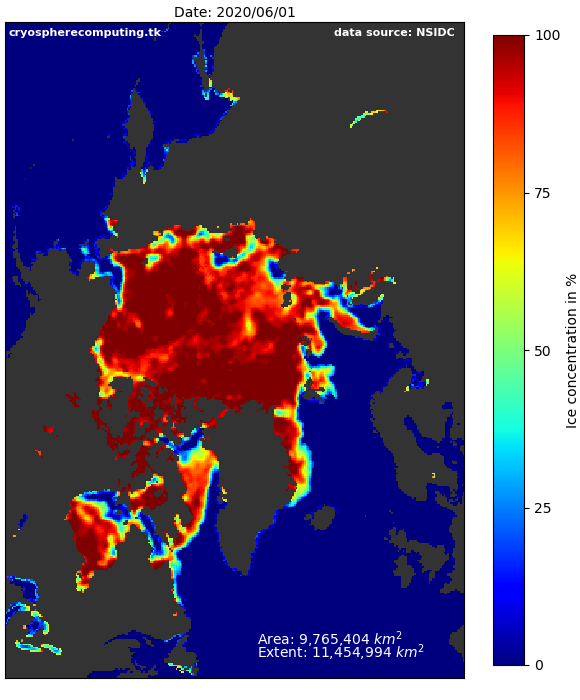 Date: 2020/06/01
cryospherecomputing.tk data source: NSIDC
100
75
50
25
0
Ice concentration in %
Area: 9,765,404 km²
Extent: 11,454,994 km²